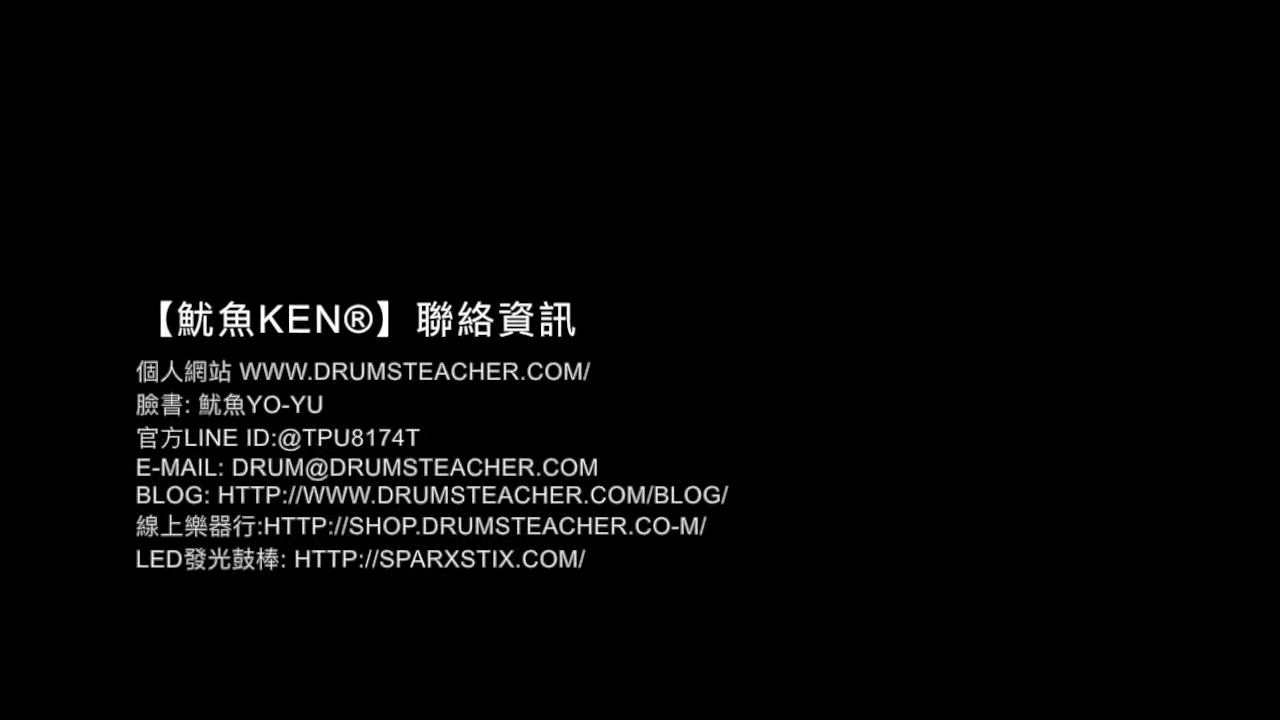 【魷魚KEN®】聯絡資訊
個人網站 WWW.DRUMSTEACHER.COM/
臉書: 魷魚YO-YU
官方LINE ID:@TPU8174T
E-MAIL: DRUM@DRUMSTEACHER.COM
BLOG: HTTP://WWW.DRUMSTEACHER.COM/BLOG/
線上樂器行:HTTP://SHOP.DRUMSTEACHER.CO-M/
LED發光鼓棒: HTTP://SPARXSTIX.COM/